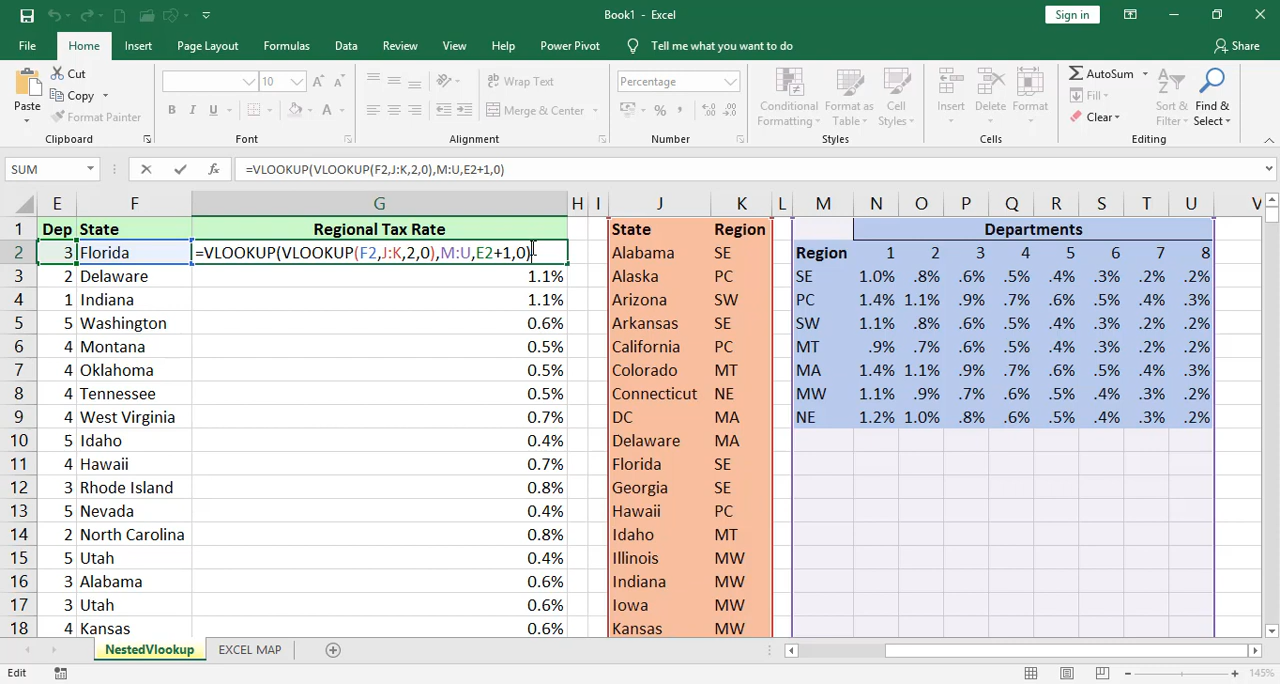 Book1 - Excel
Sign in
File Home Insert Page Layout Formulas Data Review View Help Power Pivot Tell me what you want to do Share
Cut
Copy
Format Painter
Paste
Clipboard
10 A A
B I U A
Font
ab Wrap Text
Merge & Center
Alignment
Percentage
% ,
Number
Conditional Formatting
Format as Table
Cell Styles
Styles
Insert Delete Format
Cells
AutoSum
Fill
Clear
Sort & Filter
Find & Select
Editing
SUM fx =VLOOKUP(VLOOKUP(F2,J:K,2,0),M:U,E2+1,0)
E F G H I J K L M N O P Q R S T U V
1 Dep State Regional Tax Rate State Region Departments
2 3 Florida =VLOOKUP(VLOOKUP(F2,J:K,2,0),M:U,E2+1,0) Alabama SE Region 1 2 3 4 5 6 7 8
3 2 Delaware 1.1% Alaska PC SE 1.0% .8% .6% .5% .4% .3% .2% .2%
4 1 Indiana 1.1% Arizona SW PC 1.4% 1.1% .9% .7% .6% .5% .4% .3%
5 5 Washington 0.6% Arkansas SE SW 1.1% .8% .6% .5% .4% .3% .2% .2%
6 4 Montana 0.5% California PC MT .9% .7% .6% .5% .4% .3% .2% .2%
7 4 Oklahoma 0.5% Colorado MT MA 1.4% 1.1% .9% .7% .6% .5% .4% .3%
8 4 Tennessee 0.5% Connecticut NE MW 1.1% .9% .7% .6% .5% .4% .3% .2%
9 4 West Virginia 0.7% DC MA NE 1.2% 1.0% .8% .6% .5% .4% .3% .2%
10 5 Idaho 0.4% Delaware MA
11 4 Hawaii 0.7% Florida SE
12 3 Rhode Island 0.8% Georgia SE
13 5 Nevada 0.4% Hawaii PC
14 2 North Carolina 0.8% Idaho MT
15 5 Utah 0.4% Illinois MW
16 3 Alabama 0.6% Indiana MW
17 3 Utah 0.6% Iowa MW
18 4 Kansas 0.6% Kansas MW
NestedVlookup EXCEL MAP
Edit 145%